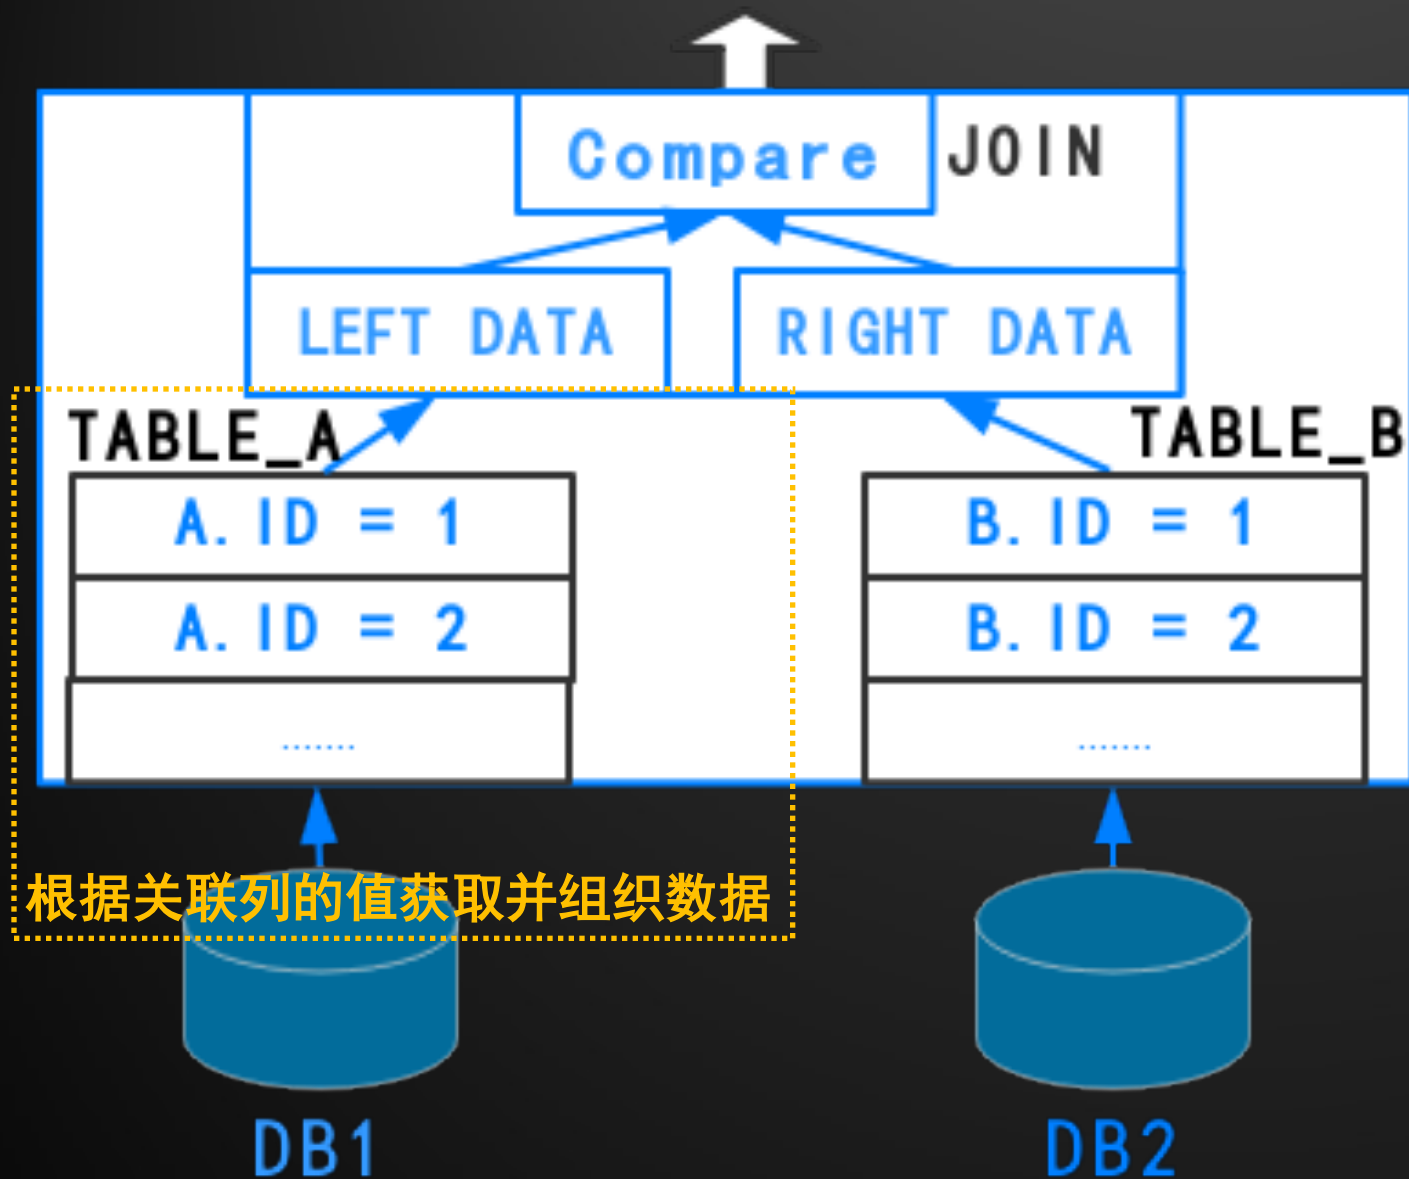 Compare
JOIN
LEFT DATA
RIGHT DATA
TABLE_A
TABLE_B
A.ID = 1
B.ID = 1
A.ID = 2
B.ID = 2
.......
.......
根据关联列的值获取并组织数据
DB1
DB2